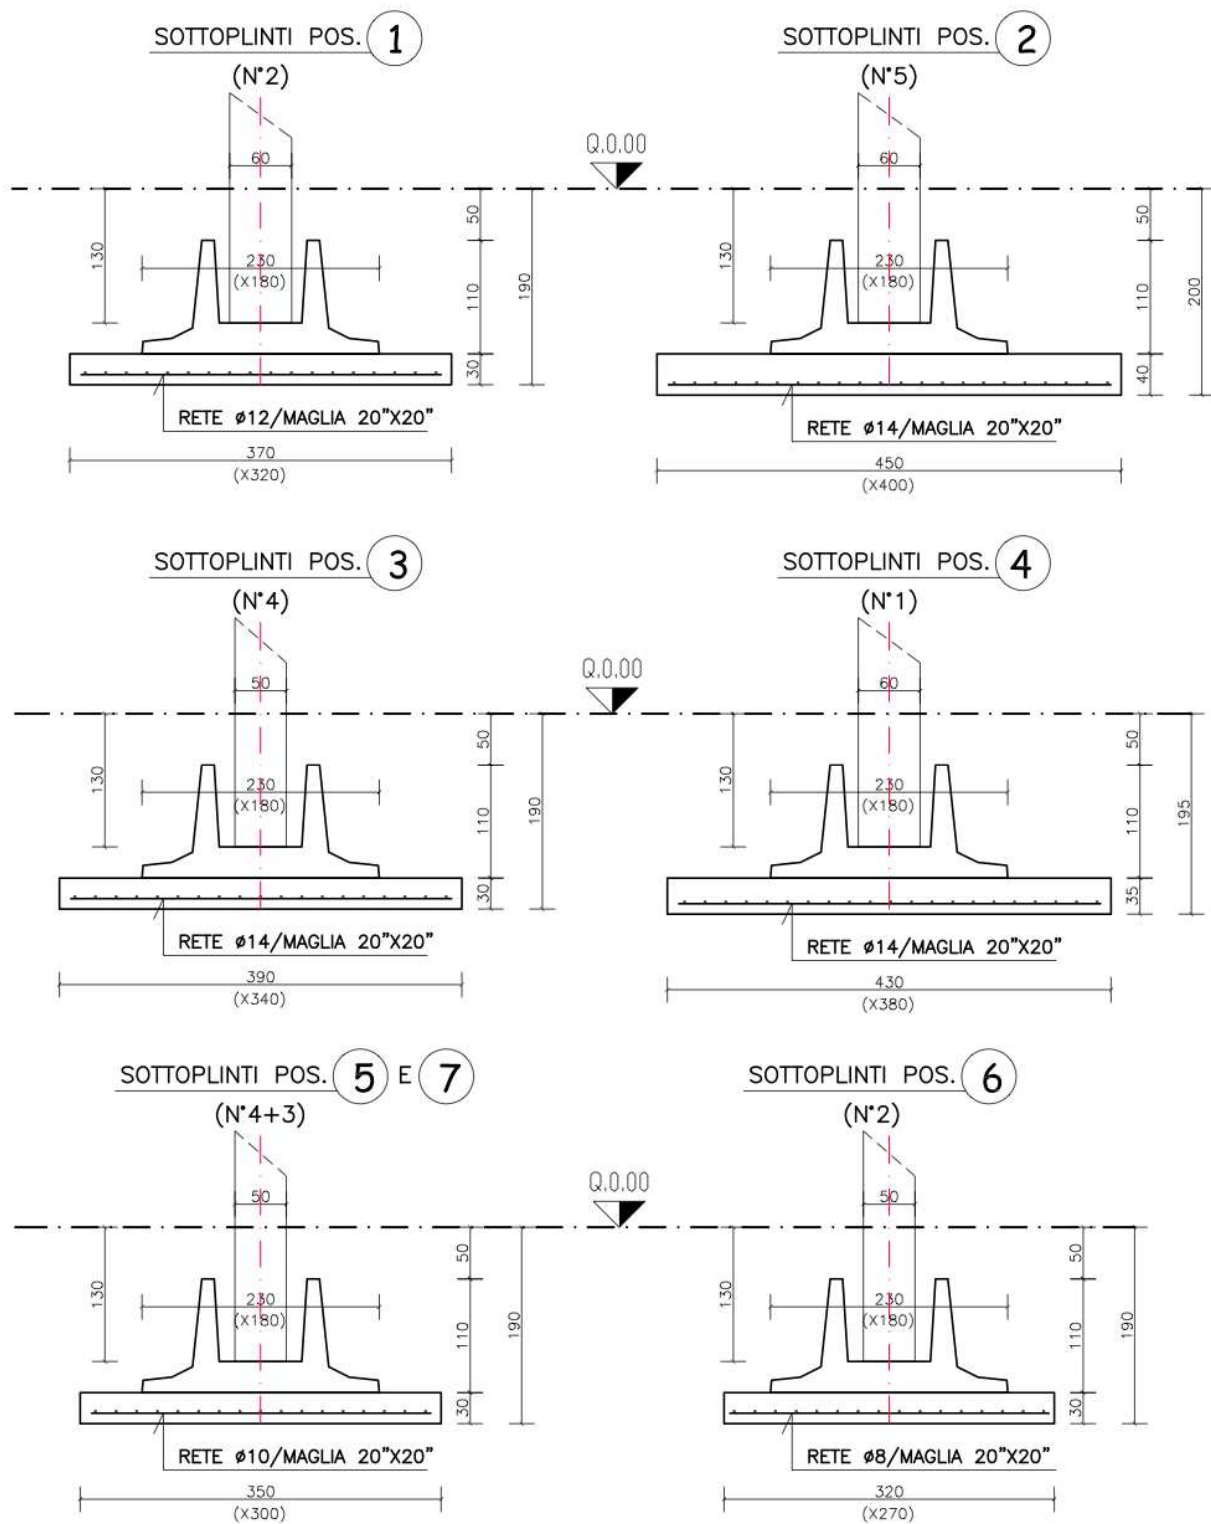 SOTTOPLINTI POS. 1
(N°2)
60
130
230
(X180)
50
110
30
190
RETE ø12/MAGLIA 20"X20"
370
(X320)
Q.0.00
SOTTOPLINTI POS. 2
(N°5)
60
130
230
(X180)
50
110
40
200
RETE ø14/MAGLIA 20"X20"
450
(X400)
SOTTOPLINTI POS. 3
(N°4)
50
130
230
(X180)
50
110
30
190
RETE ø14/MAGLIA 20"X20"
390
(X340)
Q.0.00
SOTTOPLINTI POS. 4
(N°1)
60
130
230
(X180)
50
110
35
195
RETE ø14/MAGLIA 20"X20"
430
(X380)
SOTTOPLINTI POS. 5 E 7
(N°4+3)
50
130
230
(X180)
50
110
30
190
RETE ø10/MAGLIA 20"X20"
350
(X300)
Q.0.00
SOTTOPLINTI POS. 6
(N°2)
50
130
230
(X180)
50
110
30
190
RETE ø8/MAGLIA 20"X20"
320
(X270)